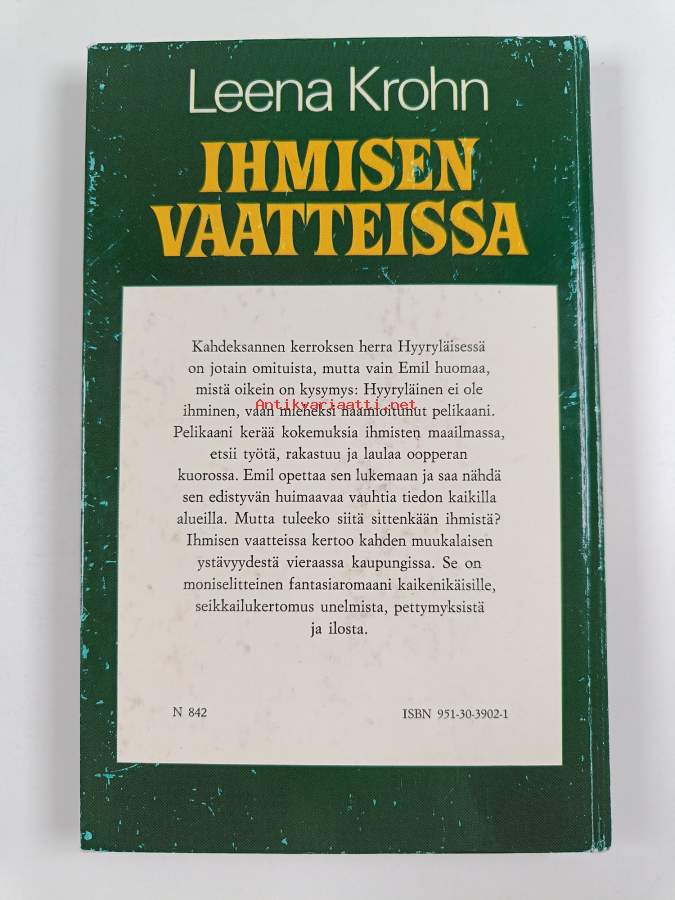 Leena Krohn
IHMISEN
VAATTEISSA
Kahdeksannen kerroksen herra Hyyryläisessä
on jotain omituista, mutta vain Emil huomaa,
mistä oikein on kysymys: Hyyryläinen ei ole
Antikvariaatti.net
ihminen, vaan mieheksi naamioitunut pelikaani.
Pelikaani kerää kokemuksia ihmisten maailmassa,
etsii työtä, rakastuu ja laulaa oopperan
kuorossa. Emil opettaa sen lukemaan ja saa nähdä
sen edistyvän huimaavaa vauhtia tiedon kaikilla
alueilla. Mutta tuleeko siitä sittenkään ihmistä?
Ihmisen vaatteissa kertoo kahden muukalaisen
ystävyydestä vieraassa kaupungissa. Se on
moniselitteinen fantasiaromaani kaikenikäisille,
seikkailukertomus unelmista, pettymyksistä
ja ilosta.
N 842
ISBN 951-30-3902-1